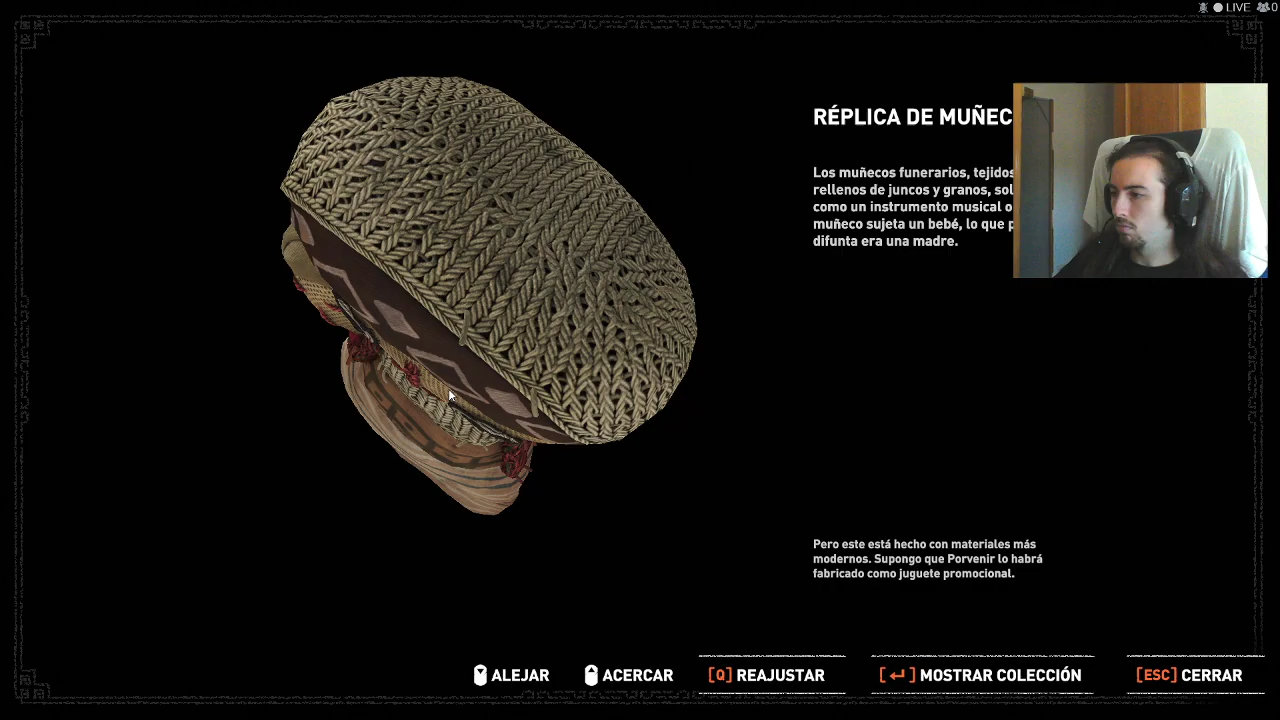 LIVE 0
RÉPLICA DE
Los muñecos funerarios, tejidos
rellenos de juncos y granos,
como un instrumento musical o
muñeco sujeta un bebé, lo que
difunta era una madre.
Pero este está hecho con materiales más
modernos. Supongo que Porvenir lo habrá
fabricado como juguete promocional.
ALEJAR ACERCAR [Q] REAJUSTAR [↵] MOSTRAR COLECCIÓN [ESC] CERRAR